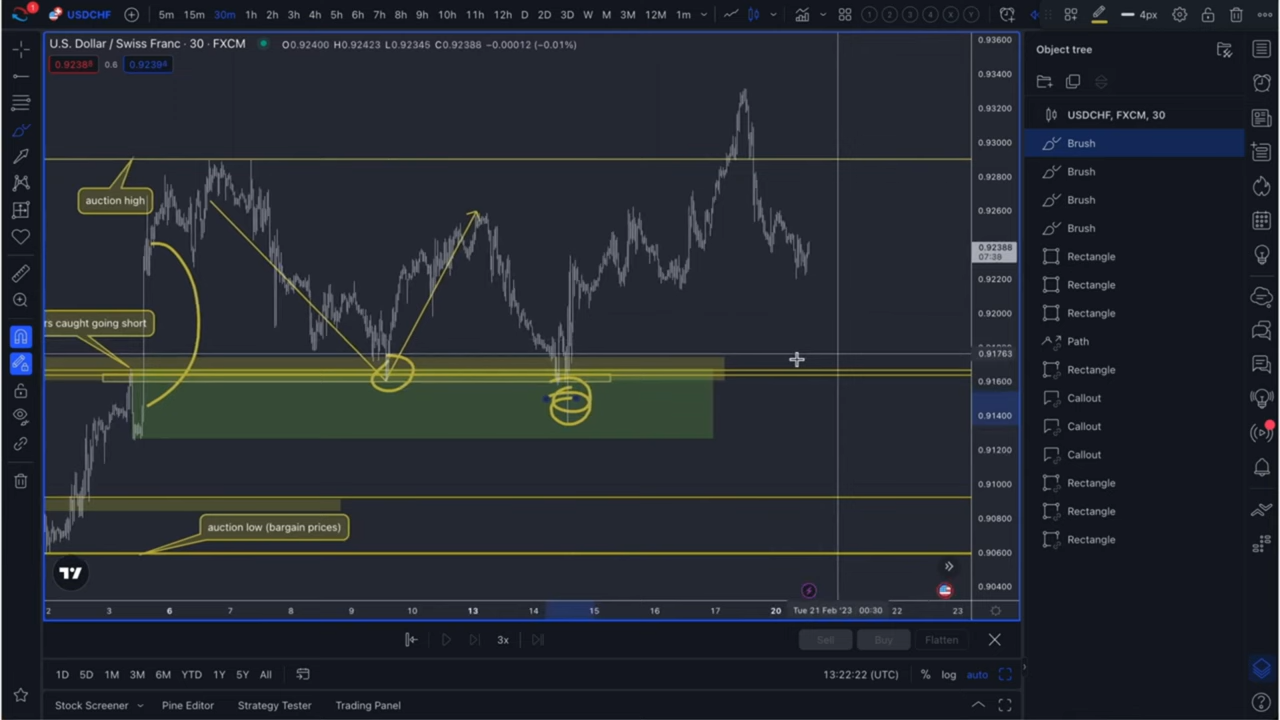 USDCHF 5m 15m 30m 1h 2h 3h 4h 5h 6h 7h 8h 9h 10h 11h 12h D 2D 3D W M 3M 12M 1m 1 2 3 4 X Y 4px
U.S. Dollar / Swiss Franc · 30 · FXCM O0.92400 H0.92423 L0.92345 C0.92388 −0.00012 (−0.01%)
0.92388 0.6 0.92394
Object tree
USDCHF, FXCM, 30
Brush
Brush
Brush
Brush
Rectangle
Rectangle
Rectangle
Path
Rectangle
Callout
Callout
Callout
Rectangle
Rectangle
Rectangle
auction high
rs caught going short
auction low (bargain prices)
0.93600
0.93400
0.93200
0.93000
0.92800
0.92600
0.92388
07:38
0.92200
0.92000
0.91763
0.91600
0.91400
0.91200
0.91000
0.90800
0.90600
0.90400
2 3 6 7 8 9 10 13 14 15 16 17 20 Tue 21 Feb '23 00:30 22 23
3x Sell Buy Flatten
1D 5D 1M 3M 6M YTD 1Y 5Y All 13:22:22 (UTC) % log auto
Stock Screener Pine Editor Strategy Tester Trading Panel